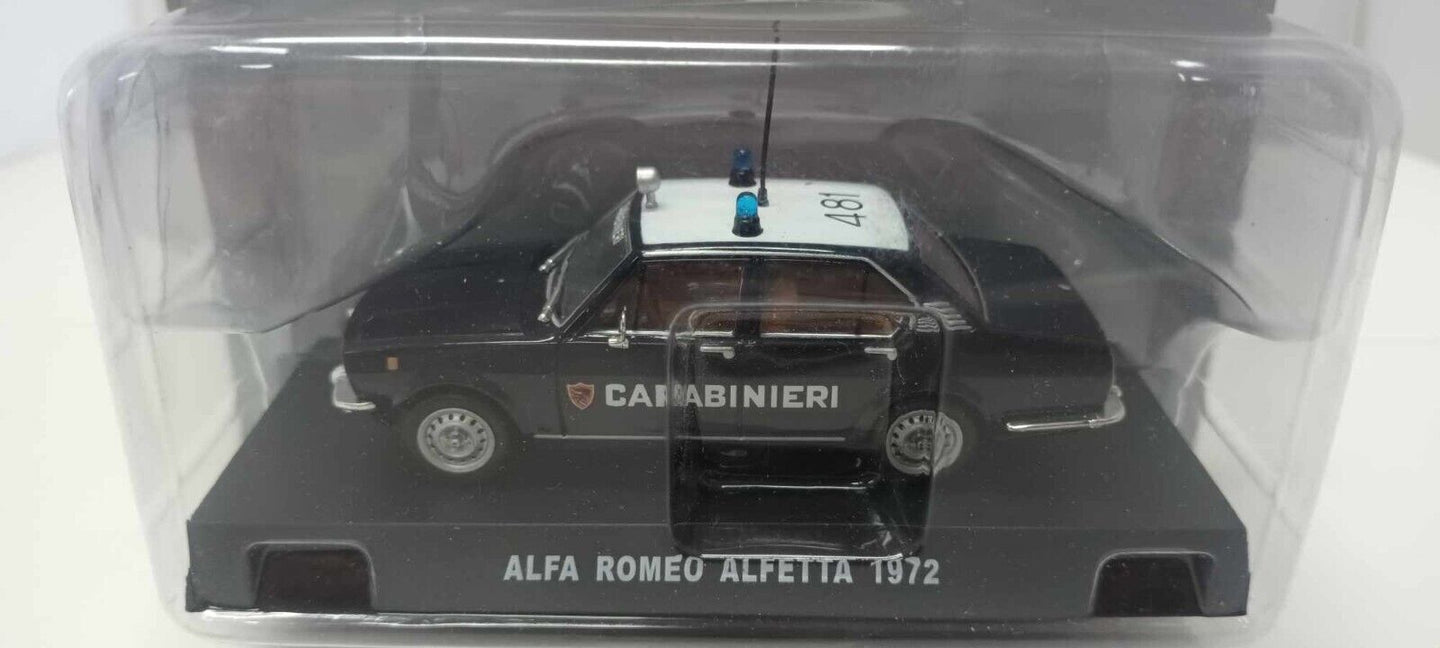 481
CARABINIERI
ALFA ROMEO ALFETTA 1972